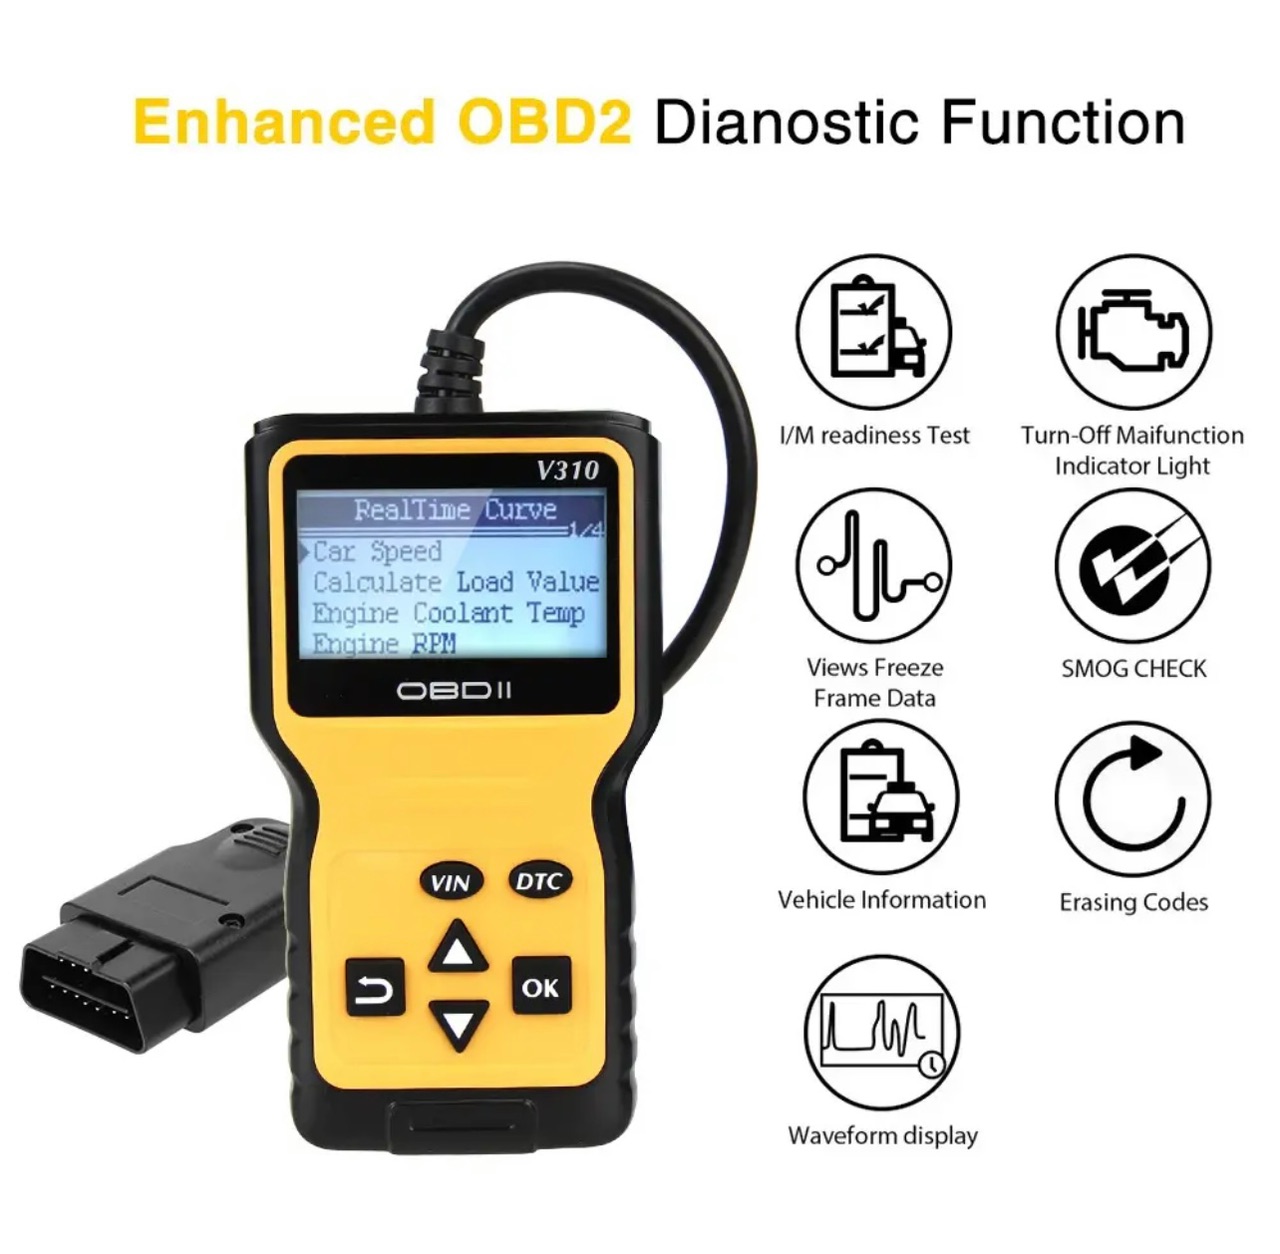 Enhanced OBD2 Dianostic Function
V310
RealTime Curve
1/4
Car Speed
Calculate Load Value
Engine Coolant Temp
Engine RPM
OBD II
VIN
DTC
OK
I/M readiness Test
Turn-Off Maifunction
Indicator Light
Views Freeze
Frame Data
SMOG CHECK
Vehicle Information
Erasing Codes
Waveform display